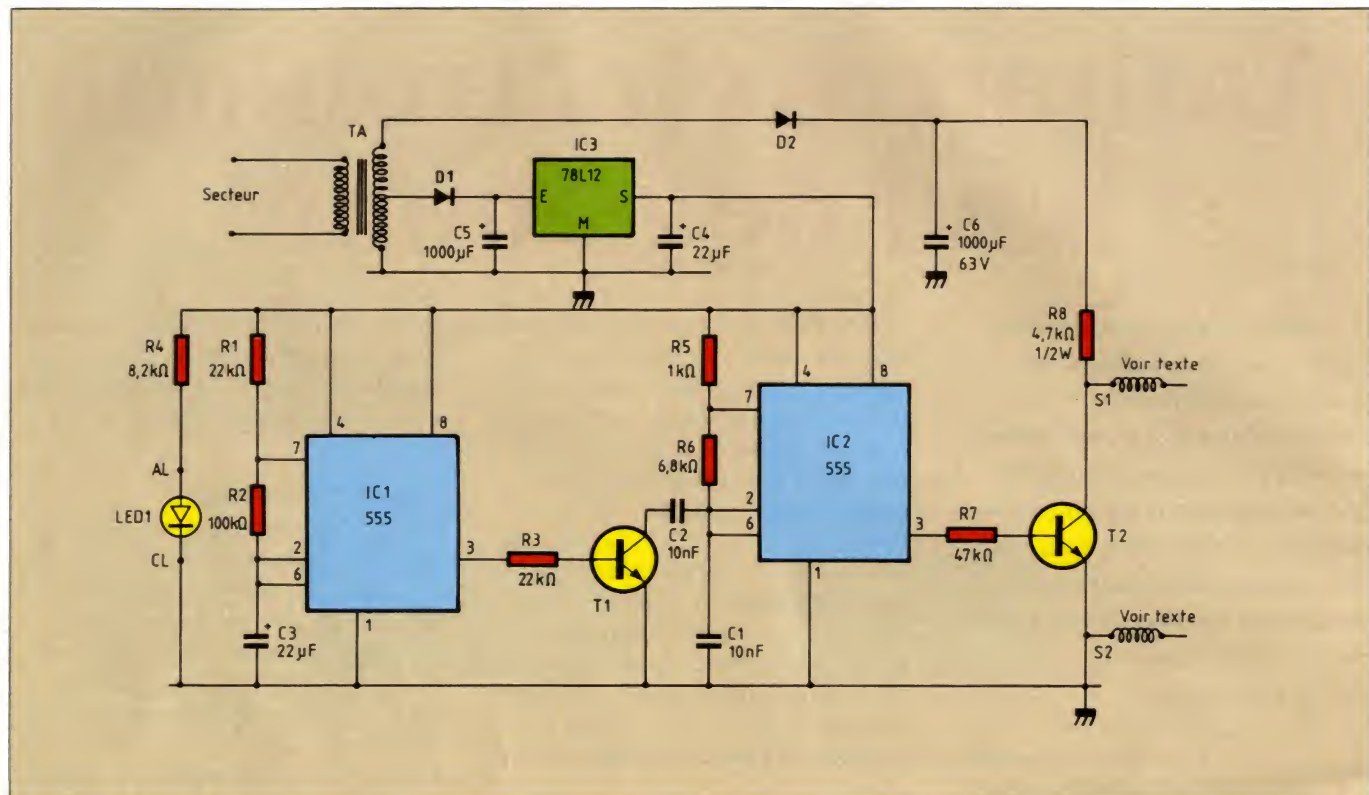 TA
Secteur
D1
IC3
78L12
E
S
M
C5
1000µF
+
C4
22µF
+
D2
C6
1000µF
63V
+
R4
8,2kΩ
R1
22kΩ
R5
1kΩ
R8
4,7kΩ
1/2W
Voir texte
S1
4
8
4
8
7
7
AL
LED1
CL
R2
100kΩ
IC1
555
R6
6,8kΩ
IC2
555
2
6
3
R3
22kΩ
T1
C2
10nF
2
6
3
R7
47kΩ
T2
1
C3
22µF
+
C1
10nF
1
Voir texte
S2